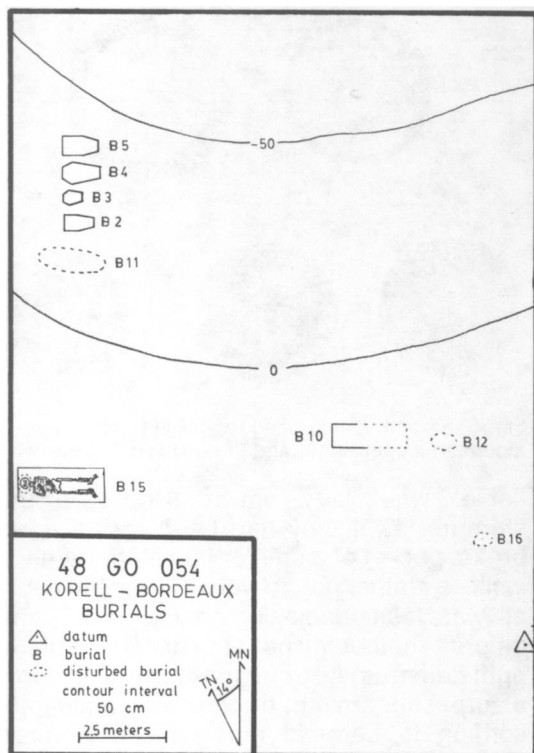 -50
B5
B4
B3
B2
B11
0
B10
B12
B15
B16
48 GO 054
KORELL - BORDEAUX
BURIALS
datum
B burial
disturbed burial
contour interval
50 cm
2.5 meters
TN
14°
MN